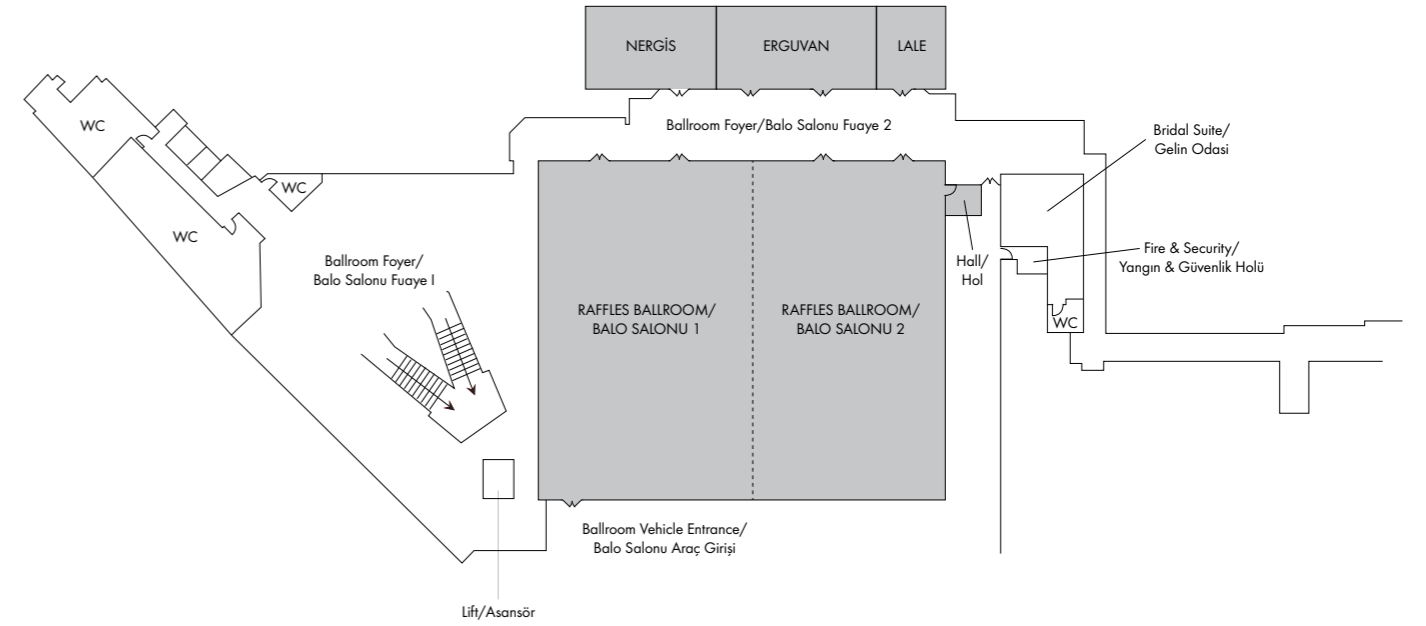 NERGİS
ERGUVAN
LALE
WC
Ballroom Foyer/Balo Salonu Fuaye 2
Bridal Suite/
Gelin Odasi
WC
WC
Ballroom Foyer/
Balo Salonu Fuaye I
Hall/
Hol
Fire & Security/
Yangın & Güvenlik Holü
RAFFLES BALLROOM/
BALO SALONU 1
RAFFLES BALLROOM/
BALO SALONU 2
WC
Ballroom Vehicle Entrance/
Balo Salonu Araç Girişi
Lift/Asansör